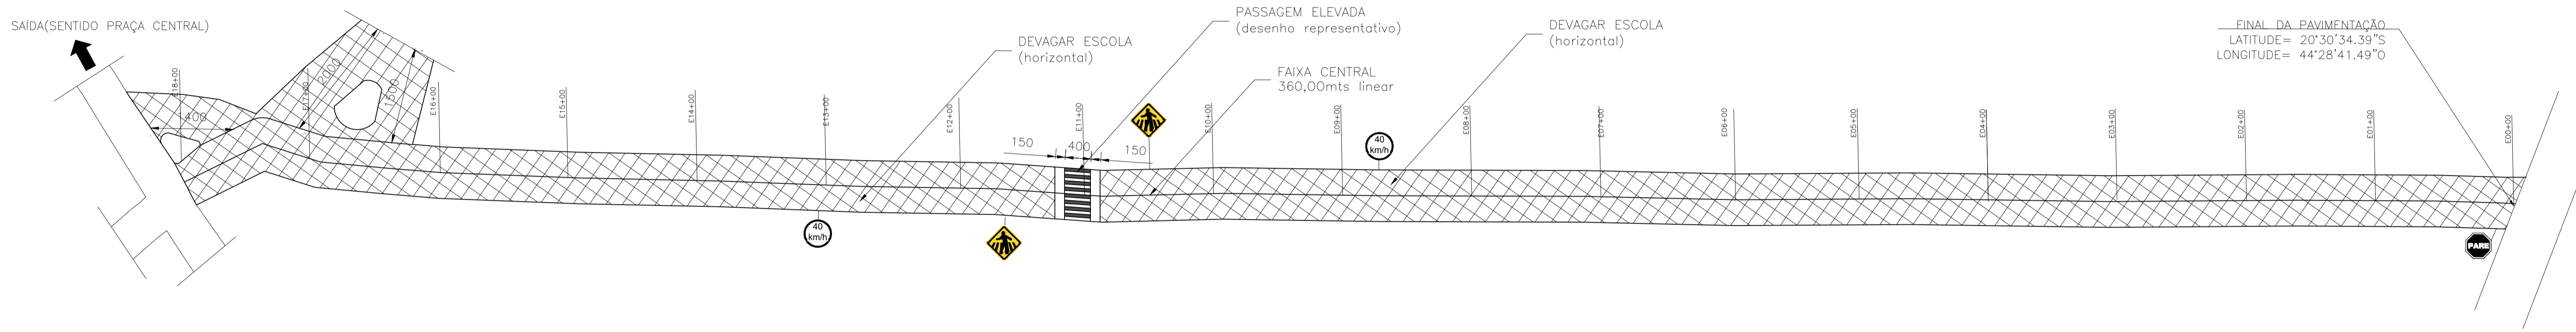 SAÍDA(SENTIDO PRAÇA CENTRAL)
E18+00
400
E17+00
2000
1500
E16+00
E15+00
E14+00
E13+00
40
km/h
DEVAGAR ESCOLA
(horizontal)
E12+00
150
400
150
E11+00
PASSAGEM ELEVADA
(desenho representativo)
FAIXA CENTRAL
360,00mts linear
E10+00
E09+00
40
km/h
E08+00
DEVAGAR ESCOLA
(horizontal)
E07+00
E06+00
E05+00
E04+00
E03+00
E02+00
E01+00
E00+00
FINAL DA PAVIMENTAÇÃO
LATITUDE= 20°30'34.39"S
LONGITUDE= 44°28'41.49"O
PARE